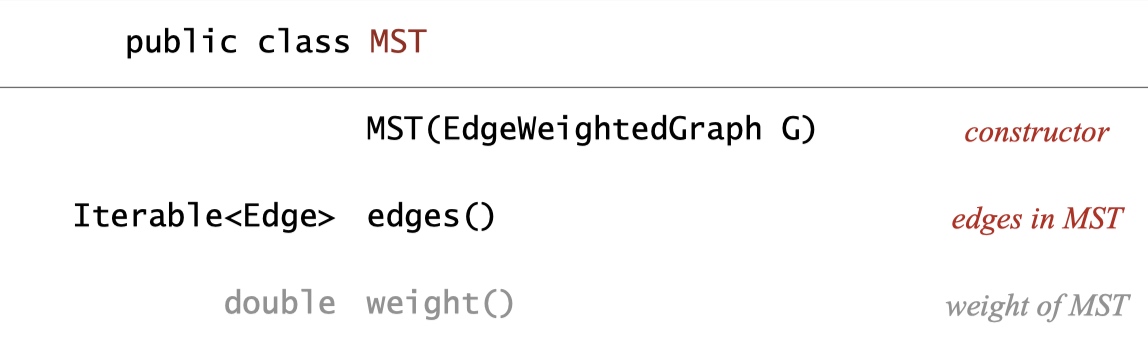 public class MST
MST(EdgeWeightedGraph G) constructor
Iterable<Edge> edges() edges in MST
double weight() weight of MST